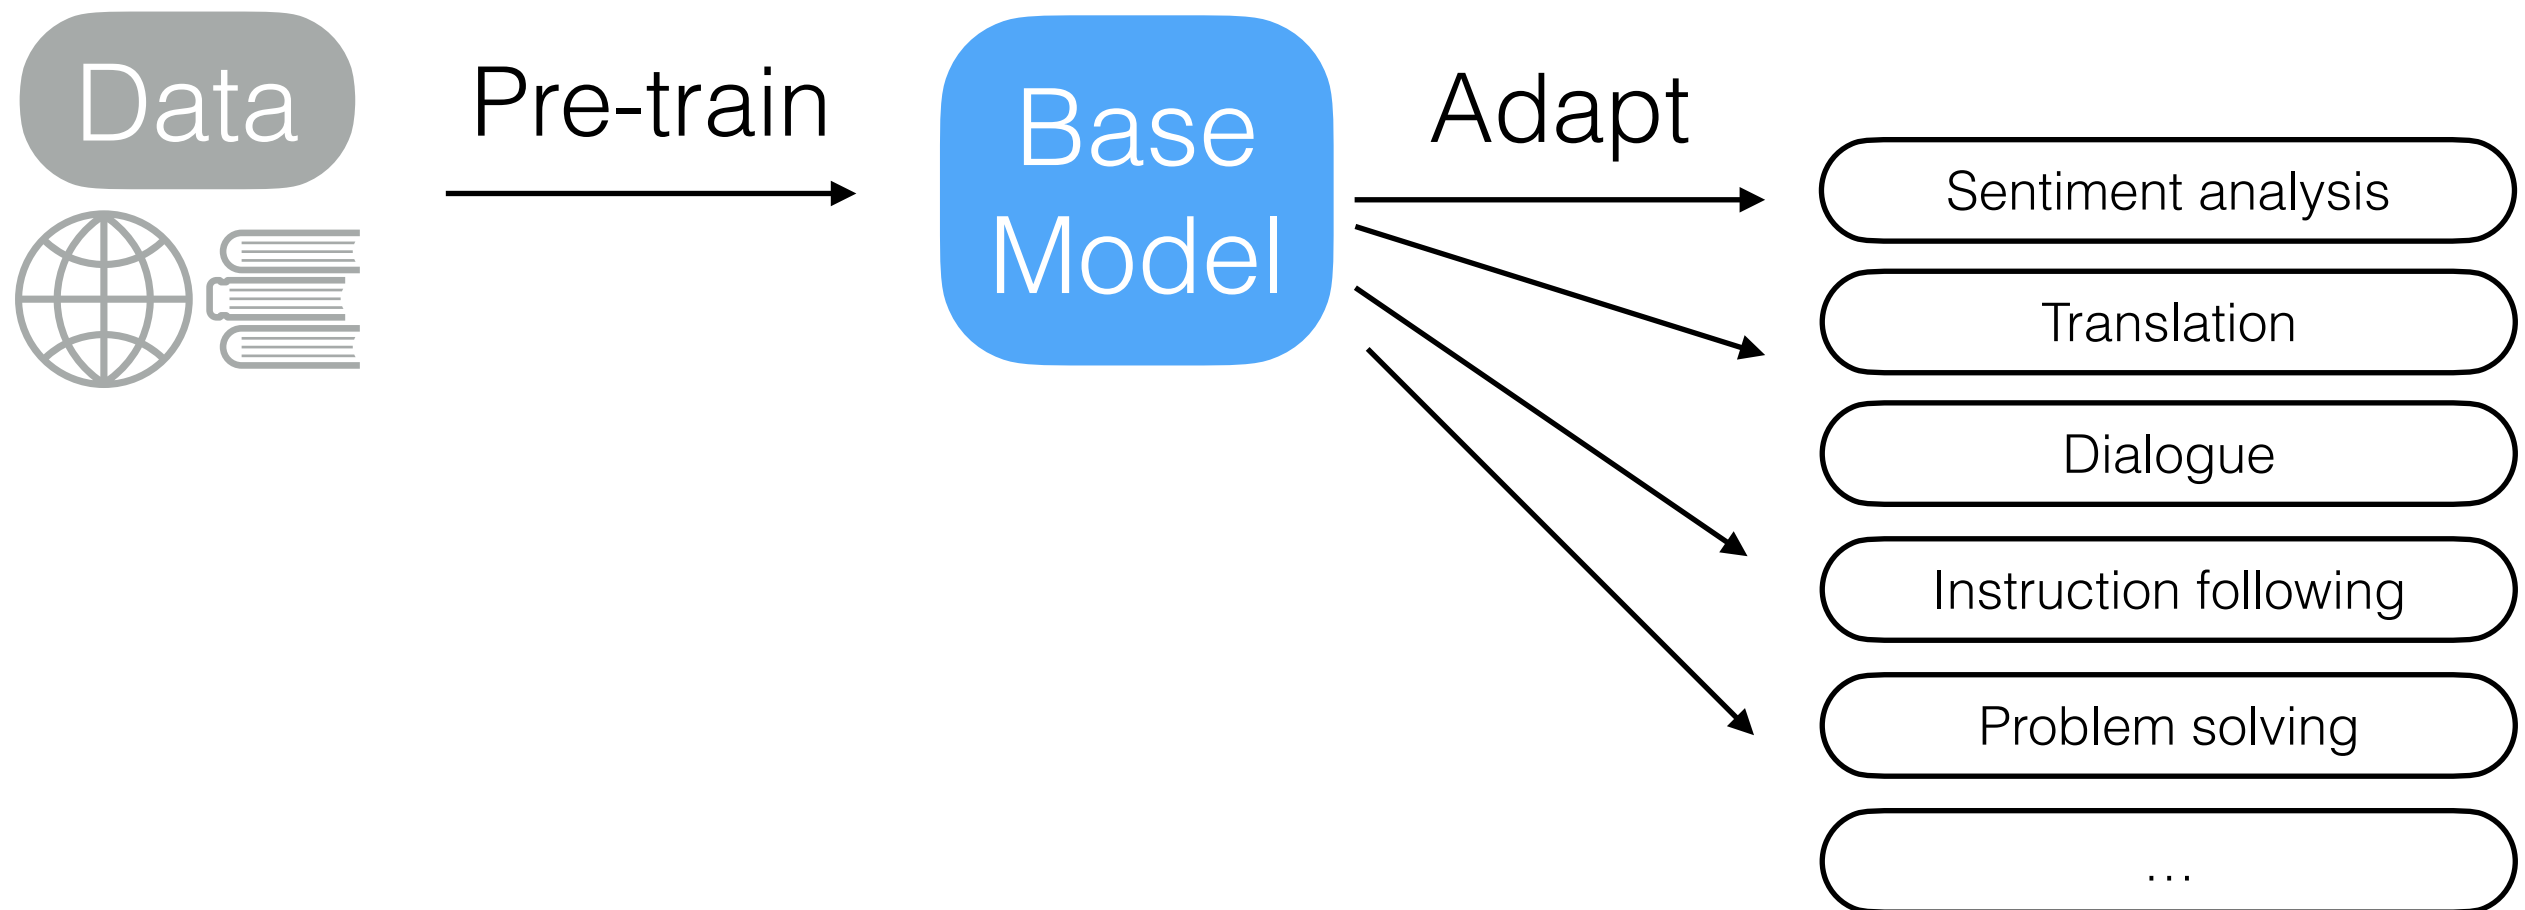 Data
Pre-train
Base
Model
Adapt
Sentiment analysis
Translation
Dialogue
Instruction following
Problem solving
...